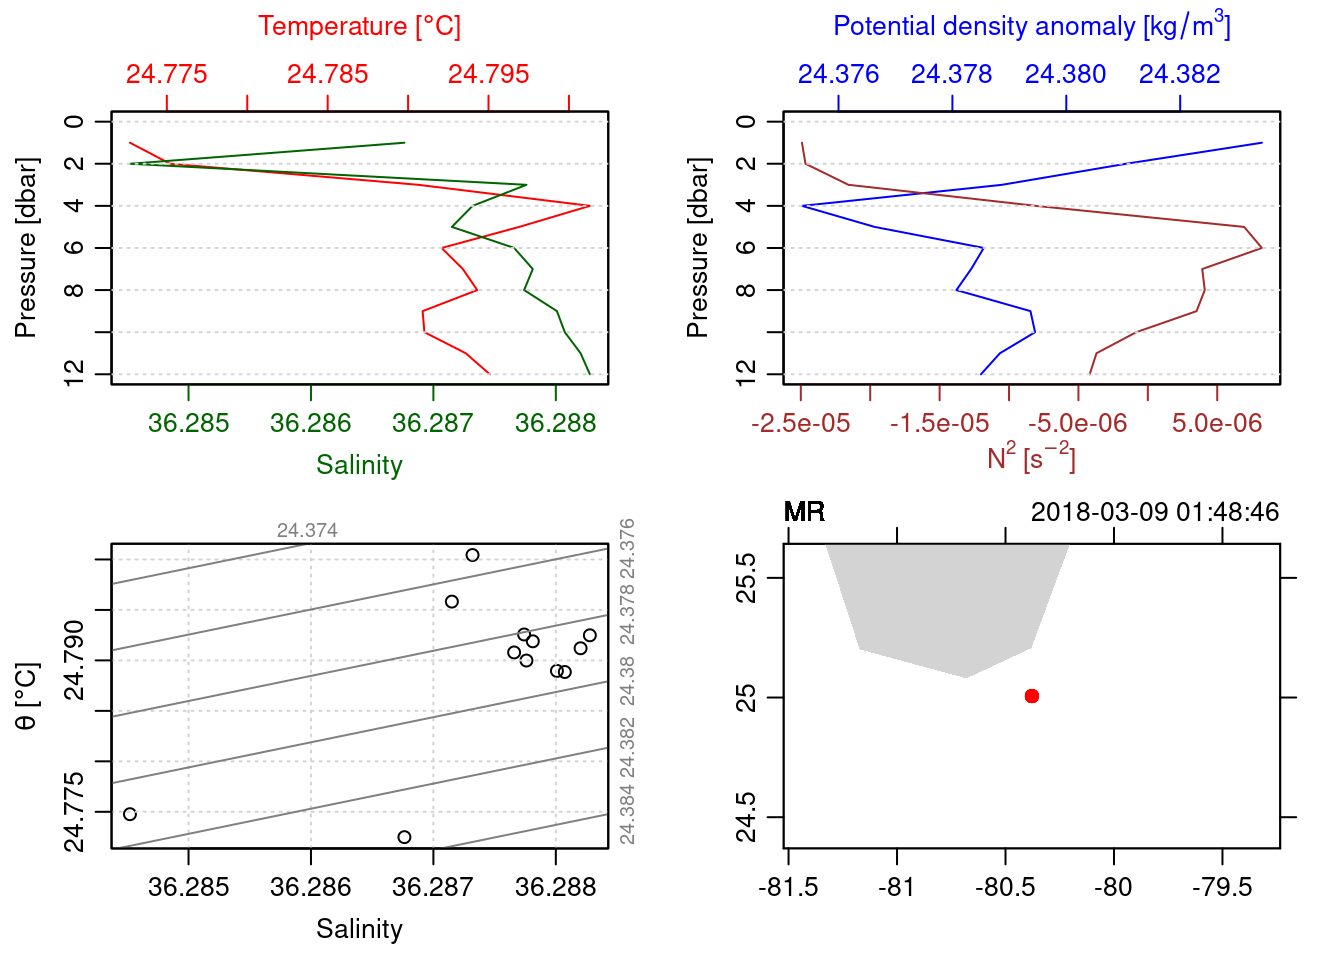 Temperature [°C]
24.775 24.785 24.795
Pressure [dbar]
0
2
4
6
8
12
36.285 36.286 36.287 36.288
Salinity
Potential density anomaly [kg/m³]
24.376 24.378 24.380 24.382
Pressure [dbar]
0
2
4
6
8
12
-2.5e-05 -1.5e-05 -5.0e-06 5.0e-06
N² [s⁻²]
24.374
24.376
24.378
24.38
24.382
24.384
θ [°C]
24.790
24.775
36.285 36.286 36.287 36.288
Salinity
MR 2018-03-09 01:48:46
25.5
25
24.5
-81.5 -81 -80.5 -80 -79.5